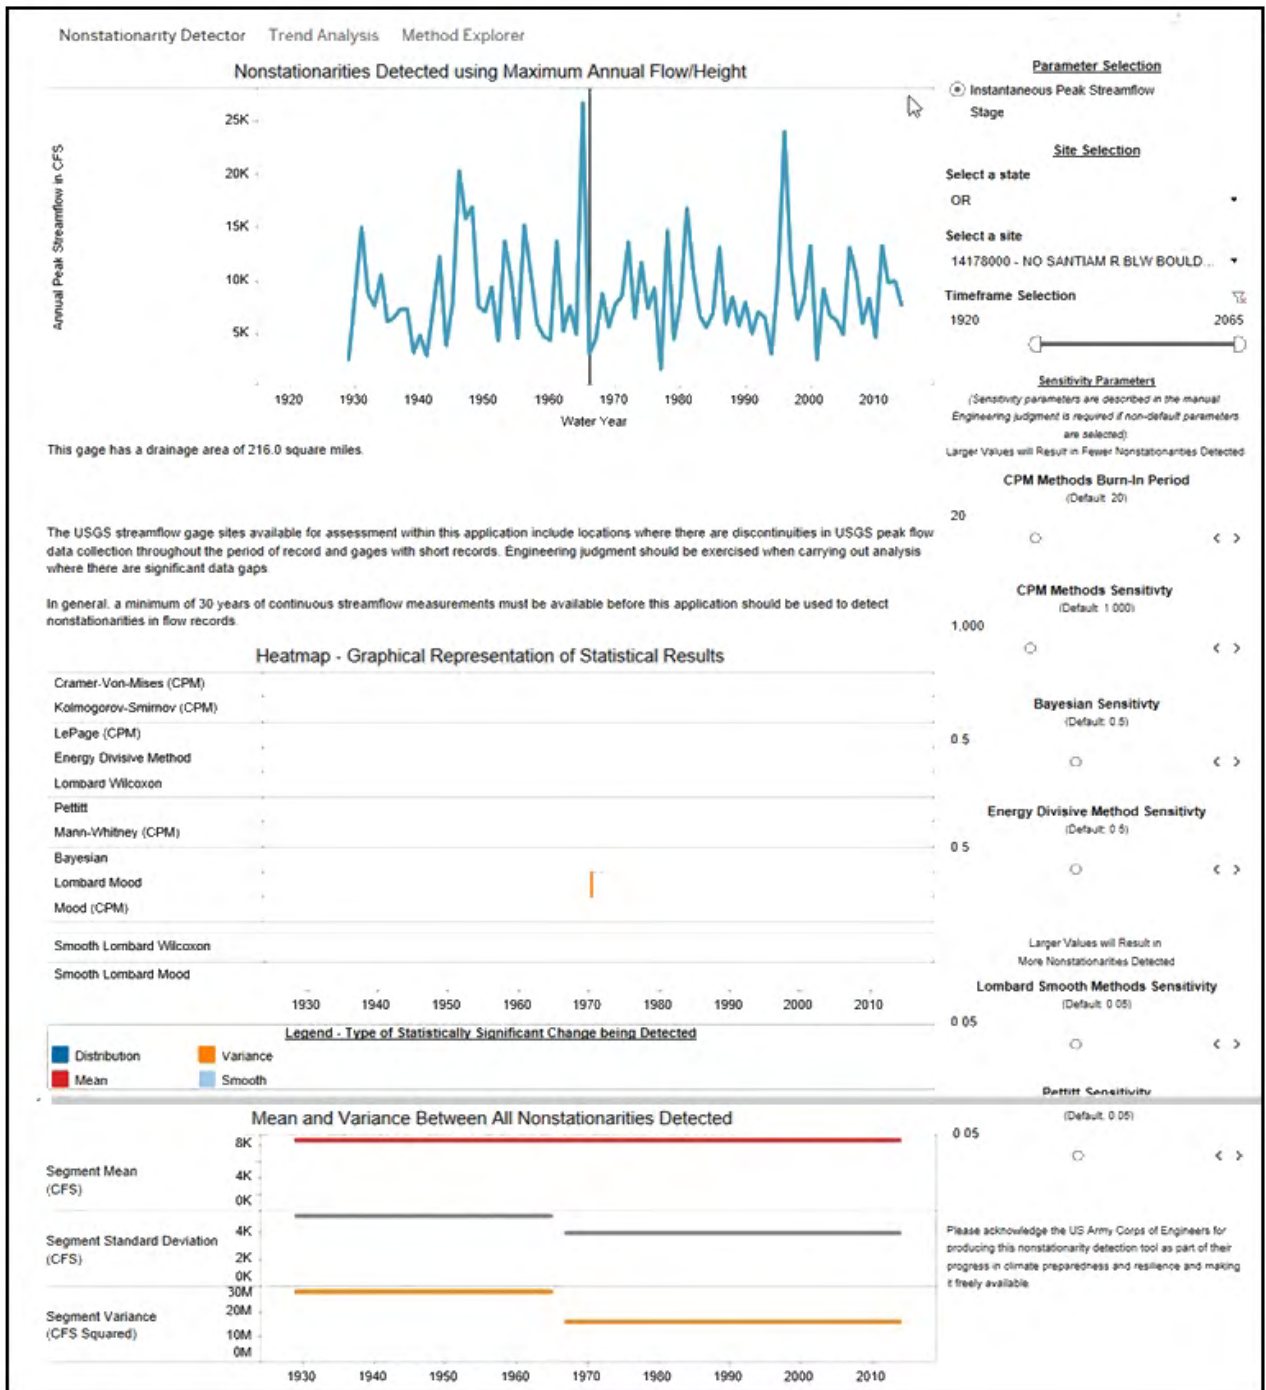 Nonstationarity Detector Trend Analysis Method Explorer
Nonstationarities Detected using Maximum Annual Flow/Height
Annual Peak Streamflow in CFS
25K
20K
15K
10K
5K
1920 1930 1940 1950 1960 1970 1980 1990 2000 2010
Water Year
This gage has a drainage area of 216.0 square miles.
The USGS streamflow gage sites available for assessment within this application include locations where there are discontinuities in USGS peak flow
data collection throughout the period of record and gages with short records. Engineering judgment should be exercised when carrying out analysis
where there are significant data gaps.
In general, a minimum of 30 years of continuous streamflow measurements must be available before this application should be used to detect
nonstationarities in flow records.
Heatmap - Graphical Representation of Statistical Results
Cramer-Von-Mises (CPM)
Kolmogorov-Smirnov (CPM)
LePage (CPM)
Energy Divisive Method
Lombard Wilcoxon
Pettitt
Mann-Whitney (CPM)
Bayesian
Lombard Mood
Mood (CPM)
Smooth Lombard Wilcoxon
Smooth Lombard Mood
1930 1940 1950 1960 1970 1980 1990 2000 2010
Legend - Type of Statistically Significant Change being Detected
Distribution Variance
Mean Smooth
Mean and Variance Between All Nonstationarities Detected
8K
Segment Mean
(CFS)
4K
0K
Segment Standard Deviation
(CFS)
4K
2K
0K
Segment Variance
(CFS Squared)
30M
20M
10M
0M
1930 1940 1950 1960 1970 1980 1990 2000 2010
Parameter Selection
Instantaneous Peak Streamflow
Stage
Site Selection
Select a state
OR
Select a site
14178000 - NO SANTIAM R BLW BOULD...
Timeframe Selection
1920 2065
Sensitivity Parameters
(Sensitivity parameters are described in the manual.
Engineering judgment is required if non-default parameters
are selected).
Larger Values will Result in Fewer Nonstationarities Detected
CPM Methods Burn-In Period
(Default: 20)
20
< >
CPM Methods Sensitivty
(Default: 1,000)
1,000
< >
Bayesian Sensitivty
(Default: 0.5)
0.5
< >
Energy Divisive Method Sensitivty
(Default: 0.5)
0.5
< >
Larger Values will Result in
More Nonstationarities Detected
Lombard Smooth Methods Sensitivity
(Default: 0.05)
0.05
< >
Pettitt Sensitivity
(Default: 0.05)
0.05
< >
Please acknowledge the US Army Corps of Engineers for
producing this nonstationarity detection tool as part of their
progress in climate preparedness and resilience and making
it freely available.